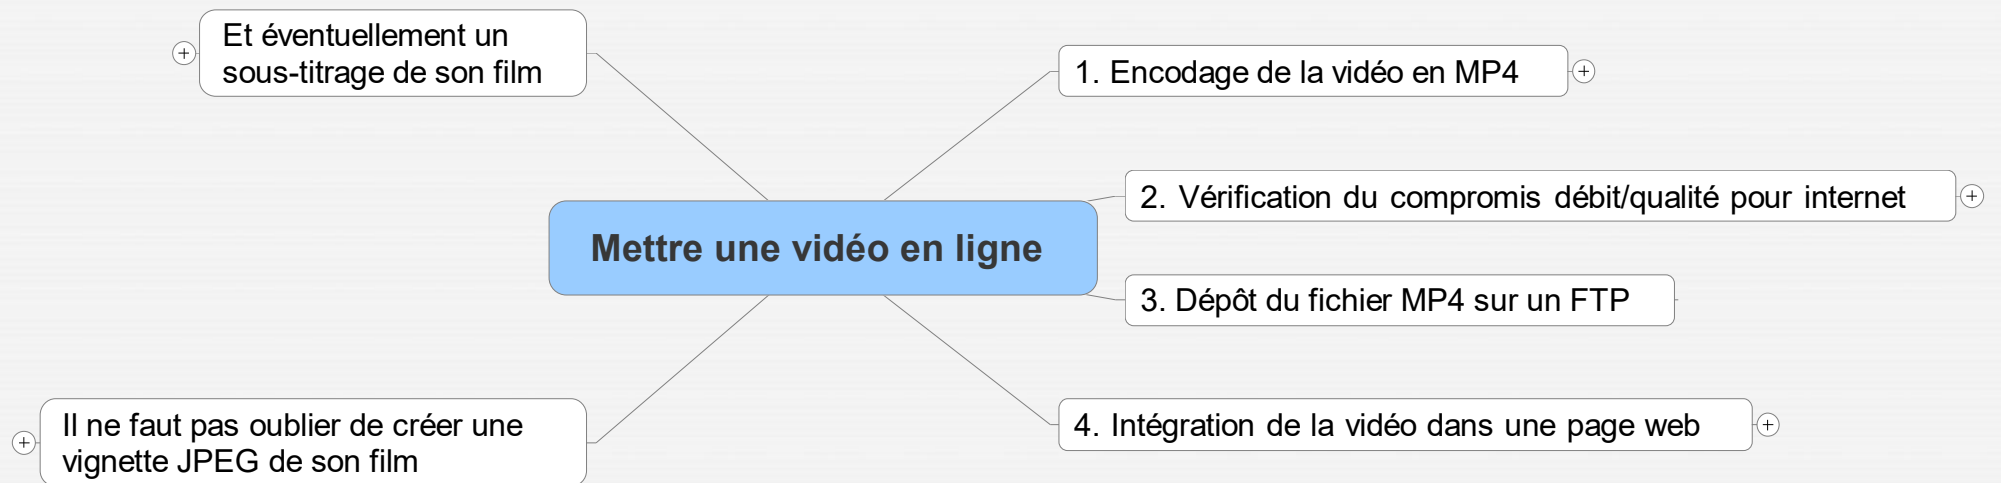 Et éventuellement un
sous-titrage de son film
1. Encodage de la vidéo en MP4
2. Vérification du compromis débit/qualité pour internet
Mettre une vidéo en ligne
3. Dépôt du fichier MP4 sur un FTP
Il ne faut pas oublier de créer une
vignette JPEG de son film
4. Intégration de la vidéo dans une page web